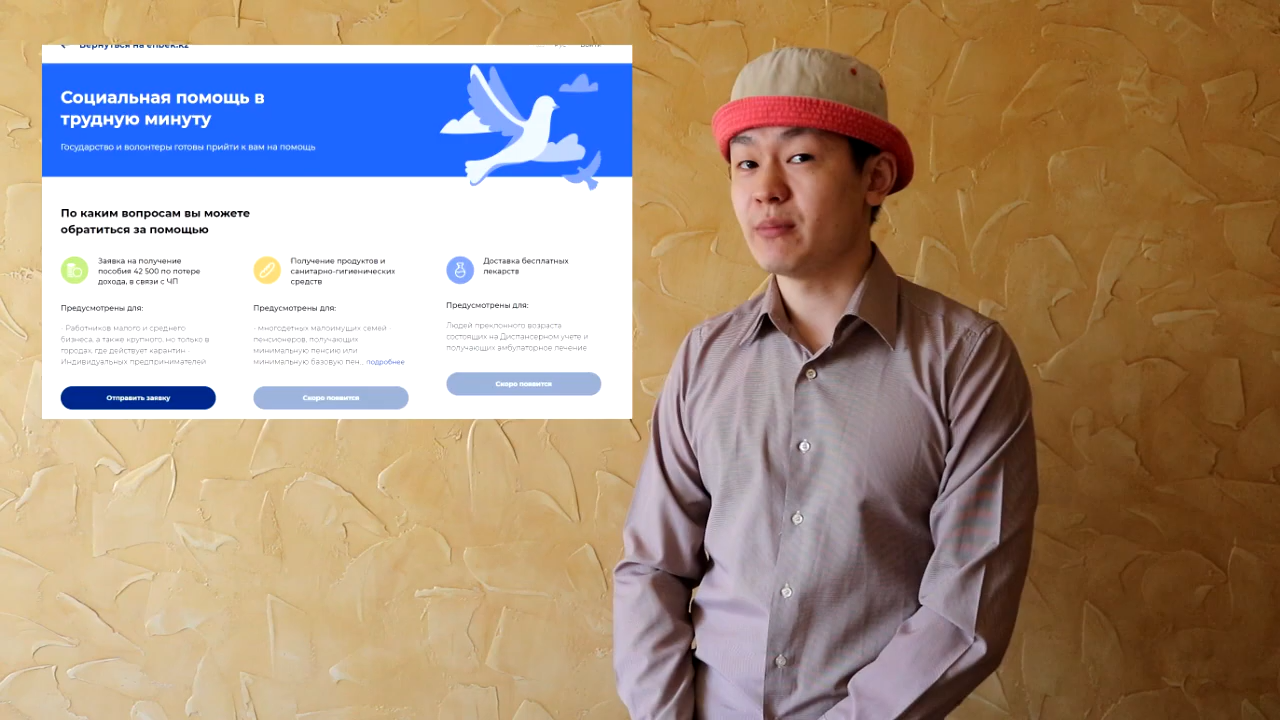 Вернуться на enbek.kz
Социальная помощь в
трудную минуту
Государство и волонтеры готовы прийти к вам на помощь
По каким вопросам вы можете
обратиться за помощью
Заявка на получение
пособия 42 500 по потере
дохода, в связи с ЧП
Предусмотрены для:
- Работников малого и среднего
бизнеса, а также крупного, но только в
городах, где действует карантин -
Индивидуальных предпринимателей
Отправить заявку
Получение продуктов и
санитарно-гигиенических
средств
Предусмотрены для:
- многодетных малоимущих семей -
пенсионеров, получающих
минимальную пенсию или
минимальную базовую пен... подробнее
Скоро появится
Доставка бесплатных
лекарств
Предусмотрены для:
Людей преклонного возраста
состоящих на Диспансерном учете и
получающих амбулаторное лечение
Скоро появится